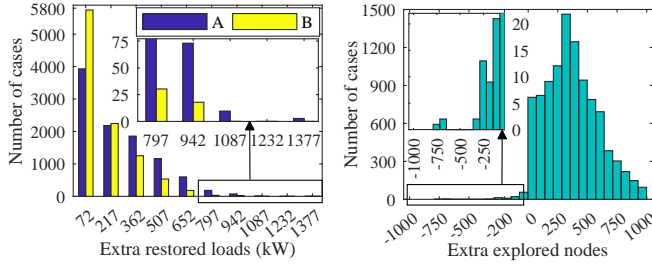 5800
5000
4000
3000
2000
1000
0
Number of cases
A B
75
50
25
0
797 942 1087 1232 1377
72 217 362 507 652 797 942 1087 1232 1377
Extra restored loads (kW)
1500
1200
900
600
300
0
Number of cases
20
15
10
5
0
-1000 -750 -500 -250
-1000 -750 -500 -250 0 250 500 750 1000
Extra explored nodes